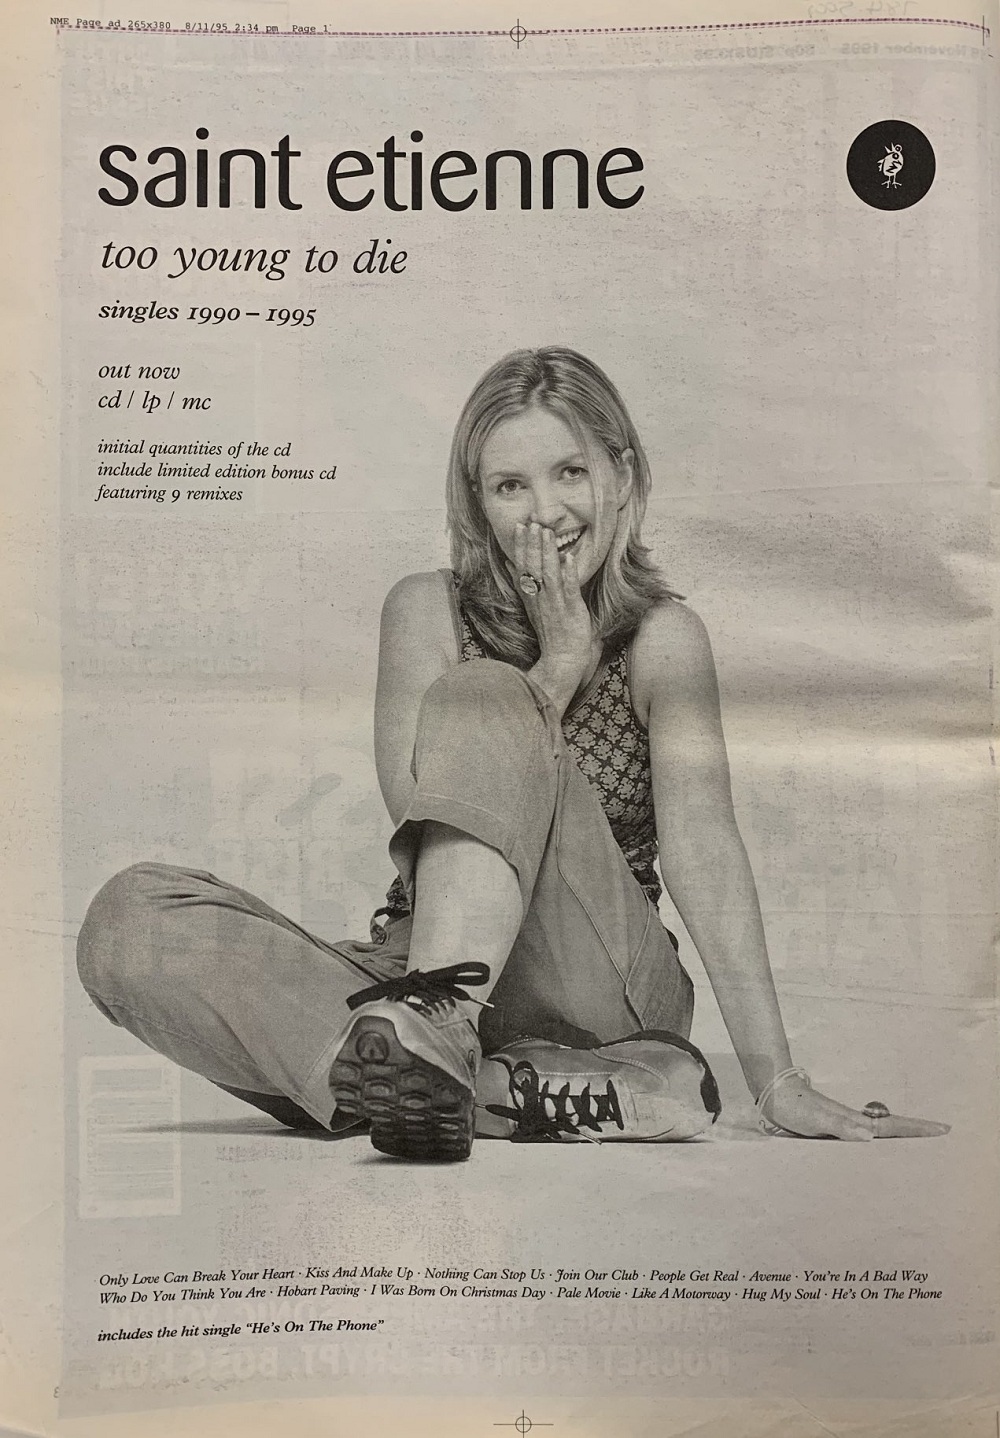 NME Page ad 265x380 8/11/95 2:34 pm Page 1
saint etienne
too young to die
singles 1990 – 1995
out now
cd / lp / mc
initial quantities of the cd
include limited edition bonus cd
featuring 9 remixes
Only Love Can Break Your Heart · Kiss And Make Up · Nothing Can Stop Us · Join Our Club · People Get Real · Avenue · You're In A Bad Way
Who Do You Think You Are · Hobart Paving · I Was Born On Christmas Day · Pale Movie · Like A Motorway · Hug My Soul · He's On The Phone
includes the hit single “He's On The Phone”